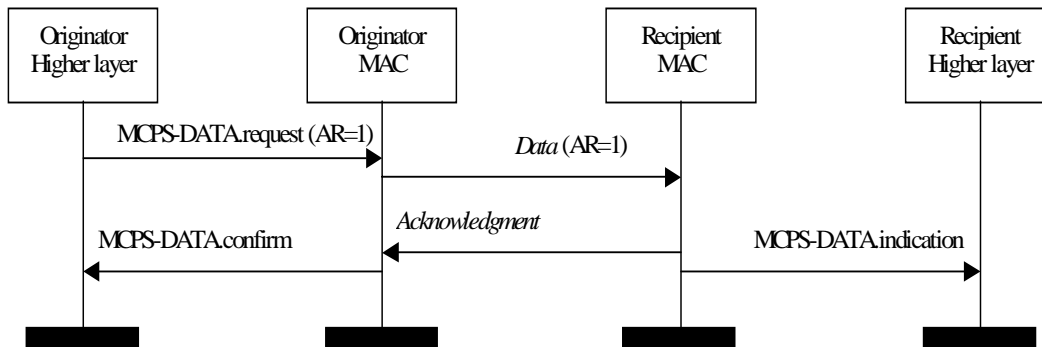 Originator
Higher layer
Originator
MAC
Recipient
MAC
Recipient
Higher layer
MCPS-DATA.request (AR=1)
Data (AR=1)
Acknowledgment
MCPS-DATA.confirm
MCPS-DATA.indication